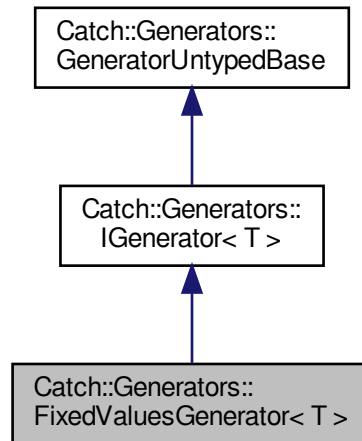 Catch::Generators::
GeneratorUntypedBase
Catch::Generators::
IGenerator< T >
Catch::Generators::
FixedValuesGenerator< T >